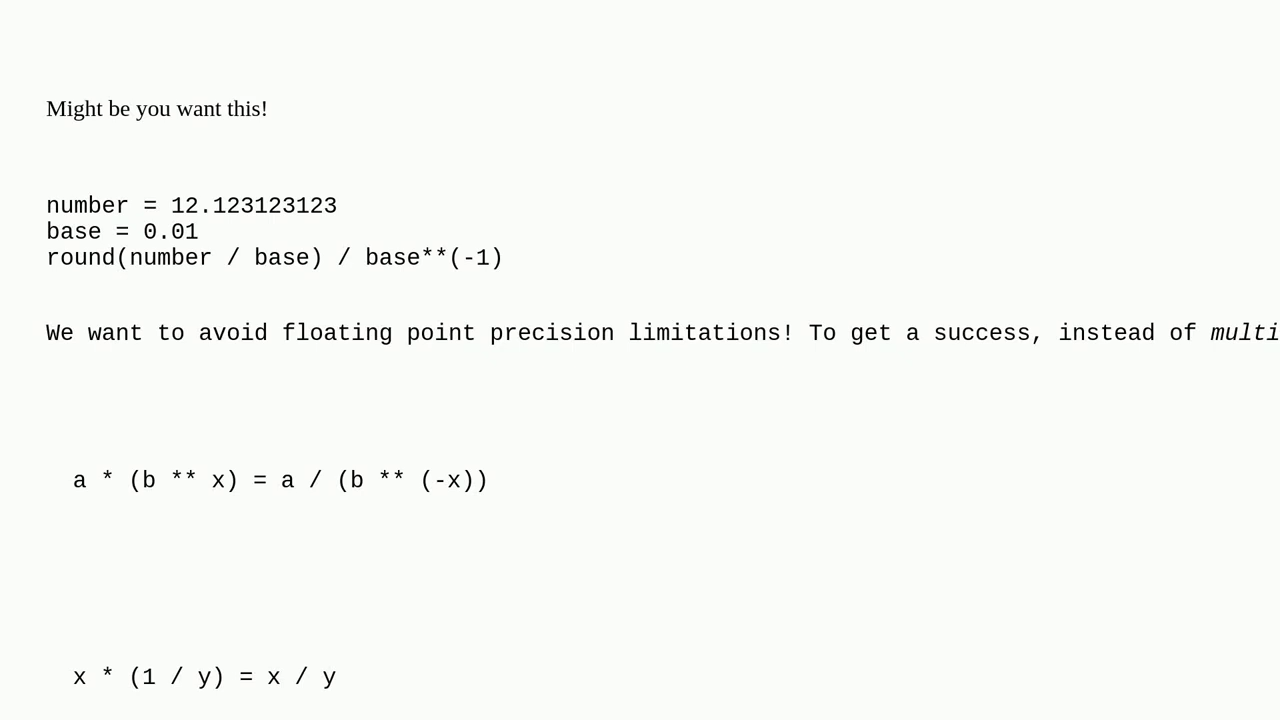 Might be you want this!
number = 12.123123123
base = 0.01
round(number / base) / base**(-1)
We want to avoid floating point precision limitations! To get a success, instead of multi
a * (b ** x) = a / (b ** (-x))
x * (1 / y) = x / y